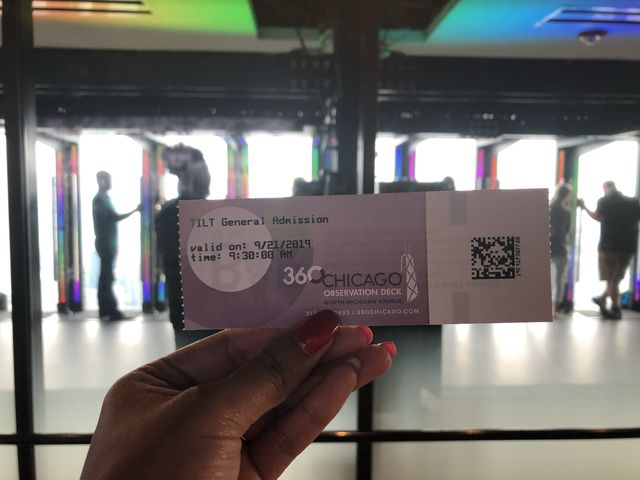 TILT General Admission
valid on: 9/21/2019
time: 9:30:00 AM
360 CHICAGO
OBSERVATION DECK
NORTH MICHIGAN AVENUE
360CHICAGO.COM